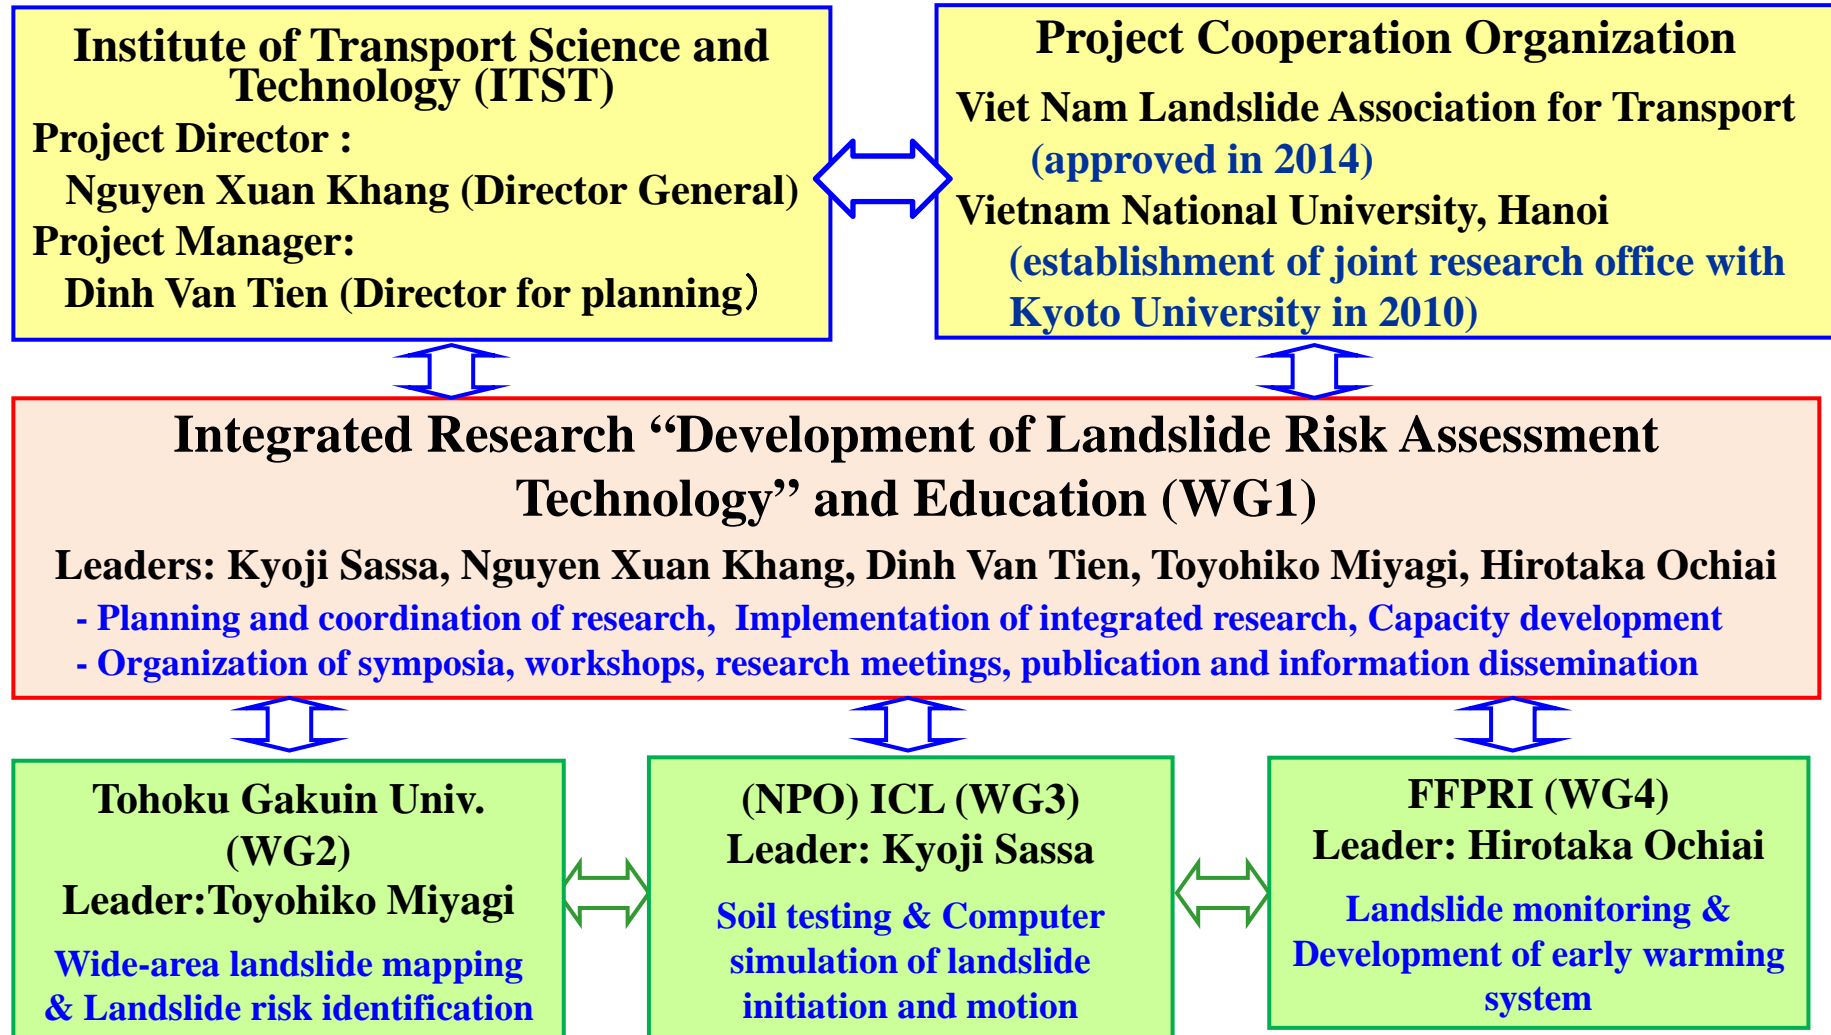 Institute of Transport Science and
Technology (ITST)
Project Director :
Nguyen Xuan Khang (Director General)
Project Manager:
Dinh Van Tien (Director for planning）
Project Cooperation Organization
Viet Nam Landslide Association for Transport
(approved in 2014)
Vietnam National University, Hanoi
(establishment of joint research office with
Kyoto University in 2010)
Integrated Research “Development of Landslide Risk Assessment
Technology” and Education (WG1)
Leaders: Kyoji Sassa, Nguyen Xuan Khang, Dinh Van Tien, Toyohiko Miyagi, Hirotaka Ochiai
- Planning and coordination of research, Implementation of integrated research, Capacity development
- Organization of symposia, workshops, research meetings, publication and information dissemination
Tohoku Gakuin Univ.
(WG2)
Leader:Toyohiko Miyagi
Wide-area landslide mapping
& Landslide risk identification
(NPO) ICL (WG3)
Leader: Kyoji Sassa
Soil testing & Computer
simulation of landslide
initiation and motion
FFPRI (WG4)
Leader: Hirotaka Ochiai
Landslide monitoring &
Development of early warming
system